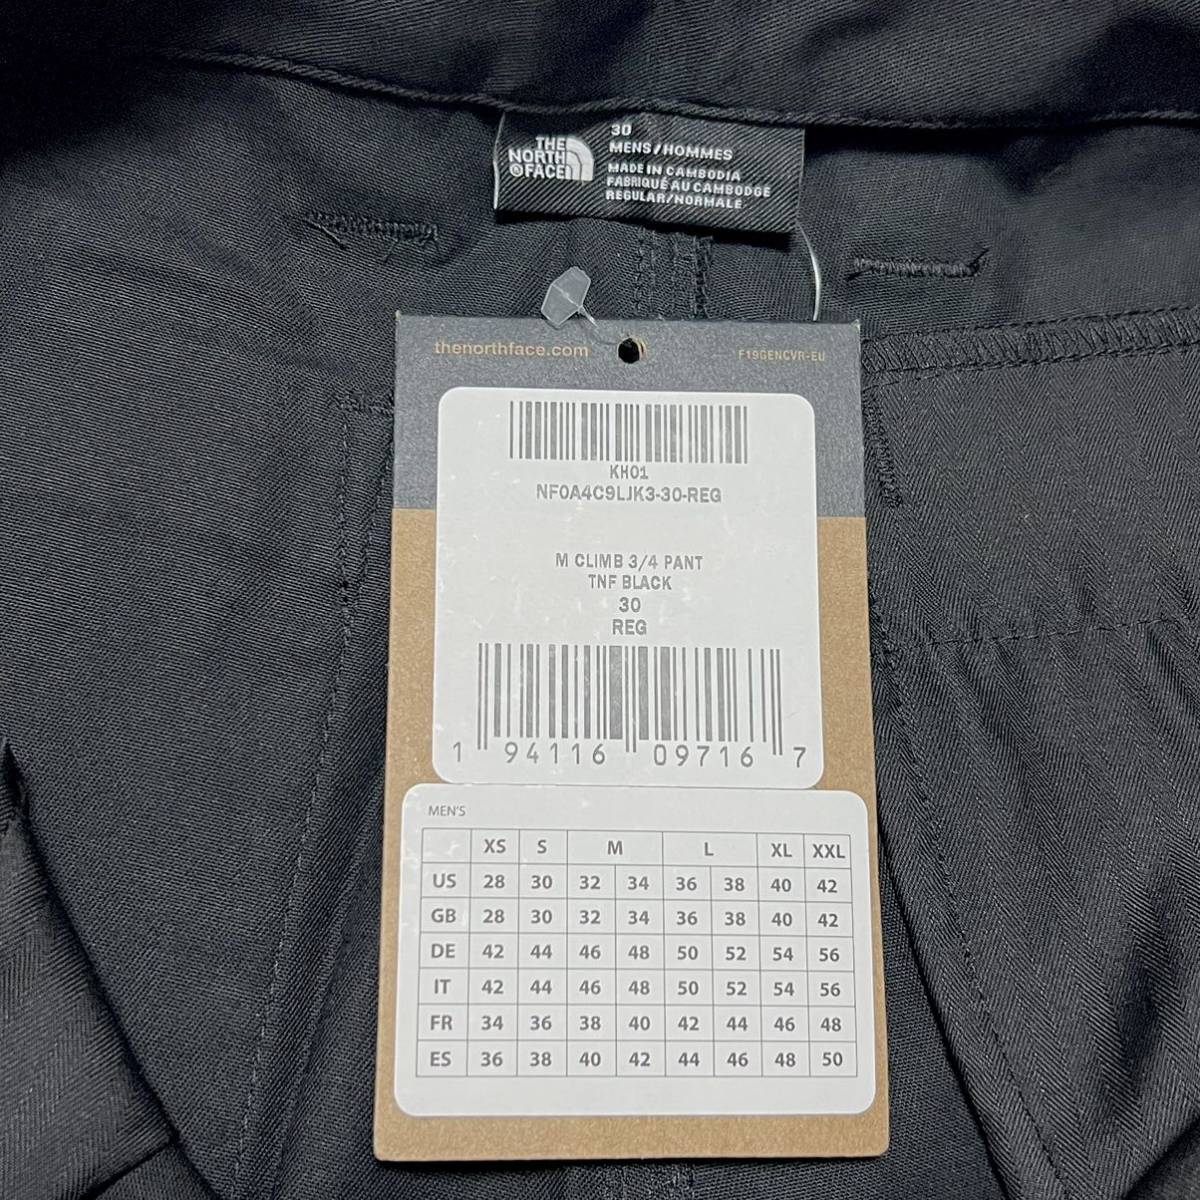 THE
NORTH
FACE
30
MENS/HOMMES
MADE IN CAMBODIA
FABRIQUÉ AU CAMBODGE
REGULAR/NORMALE
thenorthface.com
F19GENCVR-EU
KH01
NF0A4C9LJK3-30-REG
M CLIMB 3/4 PANT
TNF BLACK
30
REG
1 94116 09716 7
MEN'S
XS S M L XL XXL
US 28 30 32 34 36 38 40 42
GB 28 30 32 34 36 38 40 42
DE 42 44 46 48 50 52 54 56
IT 42 44 46 48 50 52 54 56
FR 34 36 38 40 42 44 46 48
ES 36 38 40 42 44 46 48 50